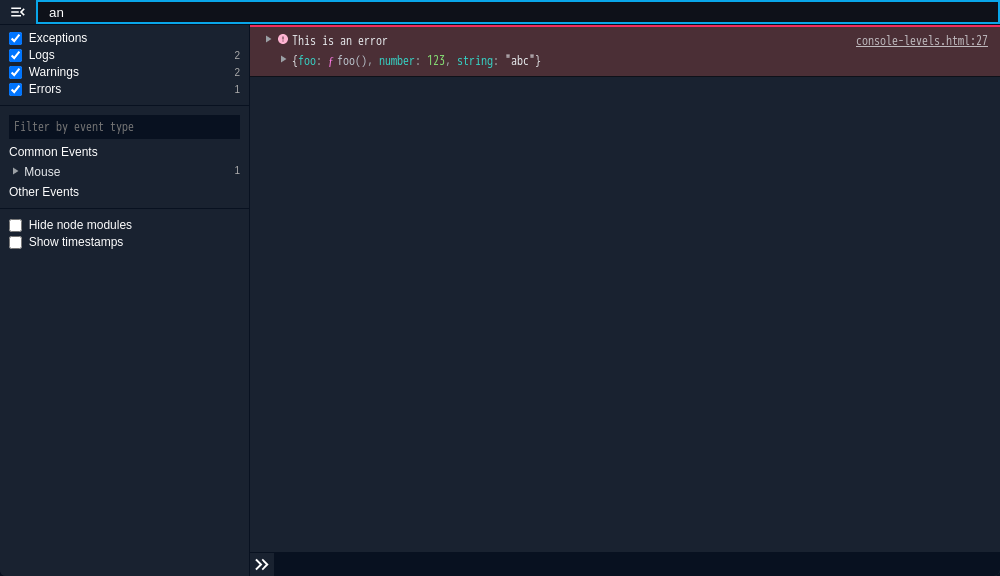 an
Exceptions
Logs 2
Warnings 2
Errors 1
Filter by event type
Common Events
Mouse 1
Other Events
Hide node modules
Show timestamps
This is an error console-levels.html:27
{foo: ƒ foo(), number: 123, string: "abc"}